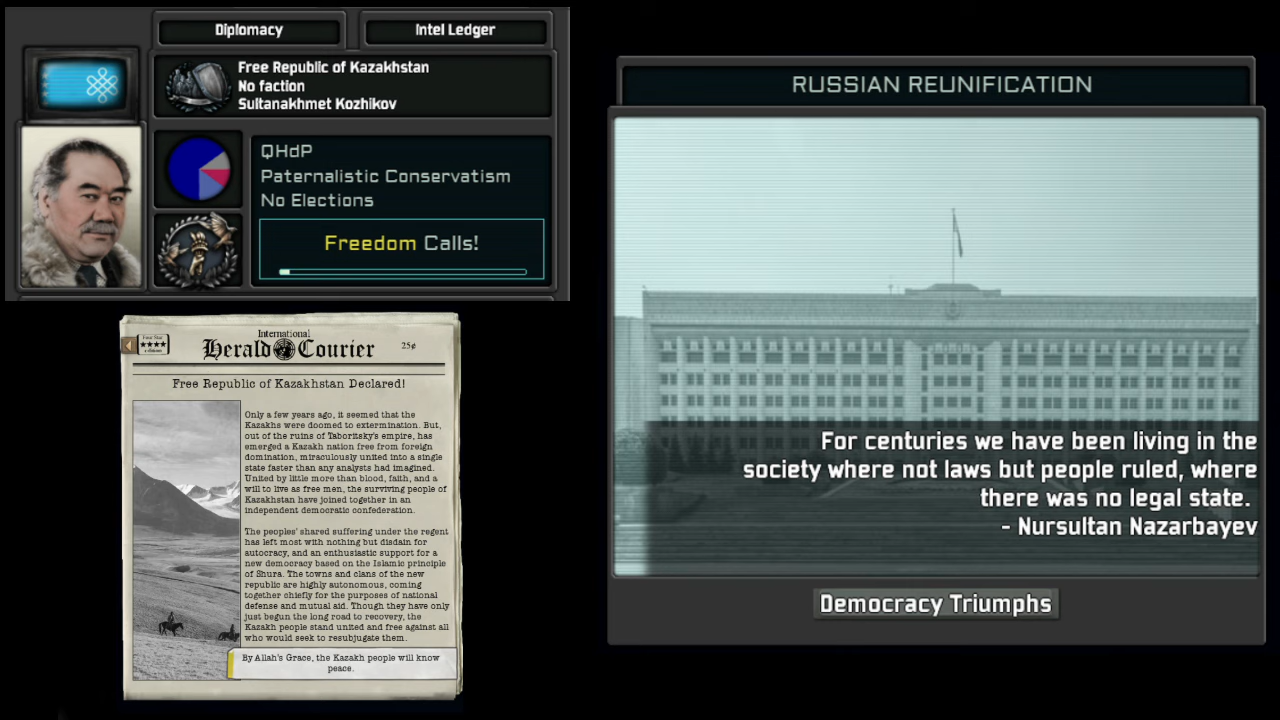 Diplomacy
Intel Ledger
Free Republic of Kazakhstan
No faction
Sultanakhmet Kozhikov
QHdP
Paternalistic Conservatism
No Elections
Freedom Calls!
International
Herald Courier
25¢
Free Republic of Kazakhstan Declared!
Only a few years ago, it seemed that the
Kazakhs were doomed to extermination. But,
out of the ruins of Taboritsky's empire, has
emerged a Kazakh nation free from foreign
domination, miraculously united into a single
state faster than any analysts had imagined.
United by little more than blood, faith, and a
will to live as free men, the surviving people of
Kazakhstan have joined together in an
independent democratic confederation.
The peoples' shared suffering under the regent
has left most with nothing but disdain for
autocracy, and an enthusiastic support for a
new democracy based on the Islamic principle
of Shura. The towns and clans of the new
republic are highly autonomous, coming
together chiefly for the purposes of national
defense and mutual aid. Though they have only
just begun the long road to recovery, the
Kazakh people stand united and free against all
who would seek to resubjugate them.
By Allah's Grace, the Kazakh people will know
peace.
RUSSIAN REUNIFICATION
For centuries we have been living in the
society where not laws but people ruled, where
there was no legal state.
- Nursultan Nazarbayev
Democracy Triumphs